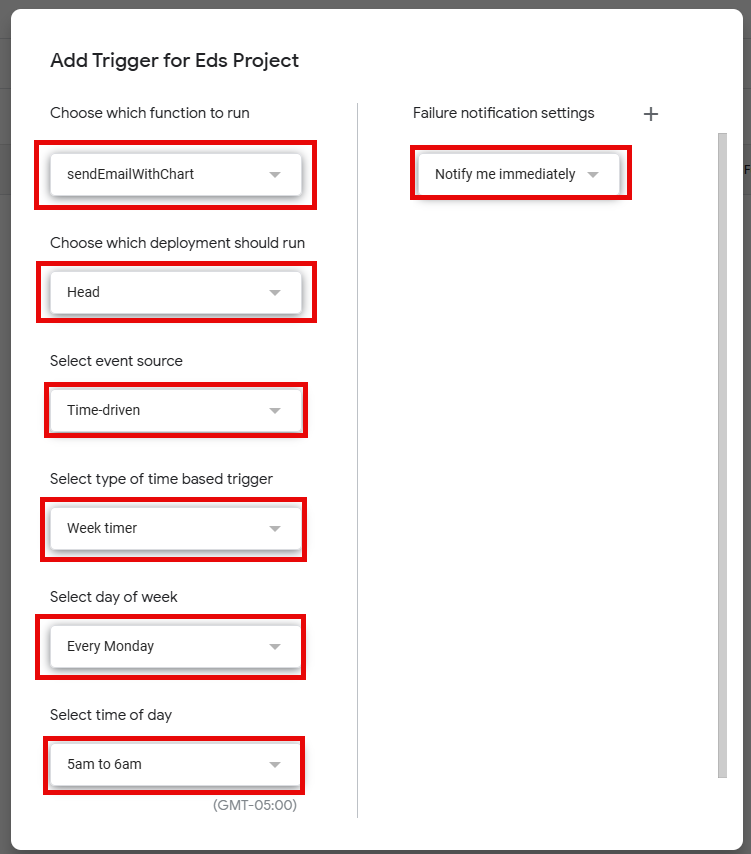 Add Trigger for Eds Project
Choose which function to run
sendEmailWithChart
Choose which deployment should run
Head
Select event source
Time-driven
Select type of time based trigger
Week timer
Select day of week
Every Monday
Select time of day
5am to 6am
(GMT-05:00)
Failure notification settings
Notify me immediately
F